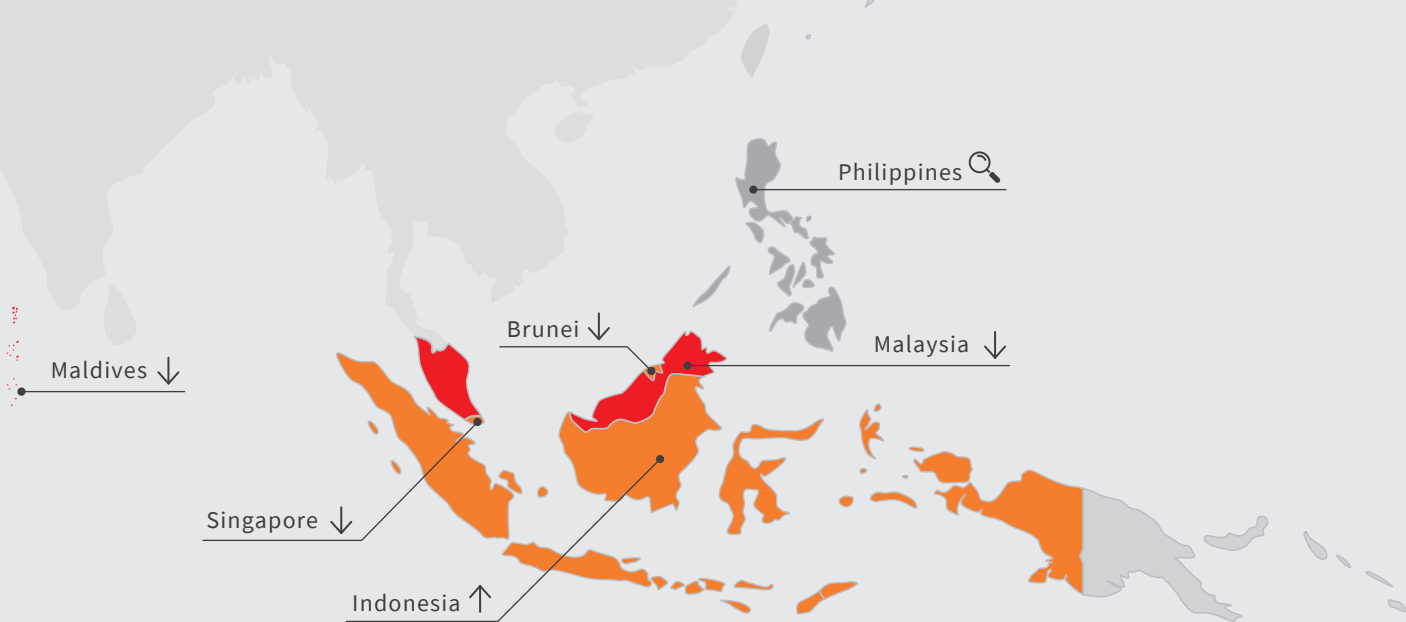 Philippines
Brunei ↓
Malaysia ↓
Maldives ↓
Singapore ↓
Indonesia ↑